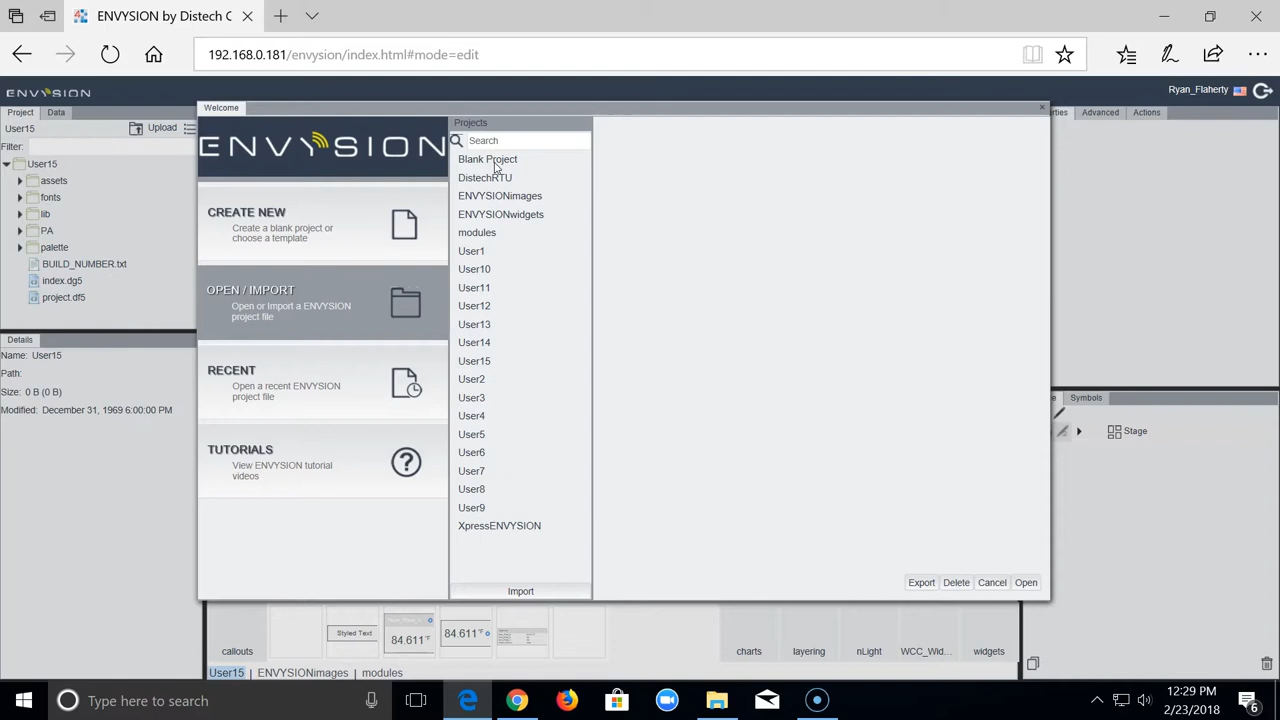 ENVYSION by Distech C
192.168.0.181/envysion/index.html#mode=edit
ENVYSION
Ryan_Flaherty
Project Data
User15 Upload
Filter:
User15
assets
fonts
lib
PA
palette
BUILD_NUMBER.txt
index.dg5
project.df5
Details
Name: User15
Path:
Size: 0 B (0 B)
Modified: December 31, 1969 6:00:00 PM
Welcome
ENVYSION
CREATE NEW
Create a blank project or
choose a template
OPEN / IMPORT
Open or Import a ENVYSION
project file
RECENT
Open a recent ENVYSION
project file
TUTORIALS
View ENVYSION tutorial
videos
Projects
Search
Blank Project
DistechRTU
ENVYSIONimages
ENVYSIONwidgets
modules
User1
User10
User11
User12
User13
User14
User15
User2
User3
User4
User5
User6
User7
User8
User9
XpressENVYSION
Import
Export Delete Cancel Open
erties Advanced Actions
e Symbols
Stage
Styled Text
84.611°F
84.611°F
callouts charts layering nLight WCC_Wid... widgets
User15 | ENVYSIONimages | modules
Type here to search
12:29 PM
2/23/2018
6